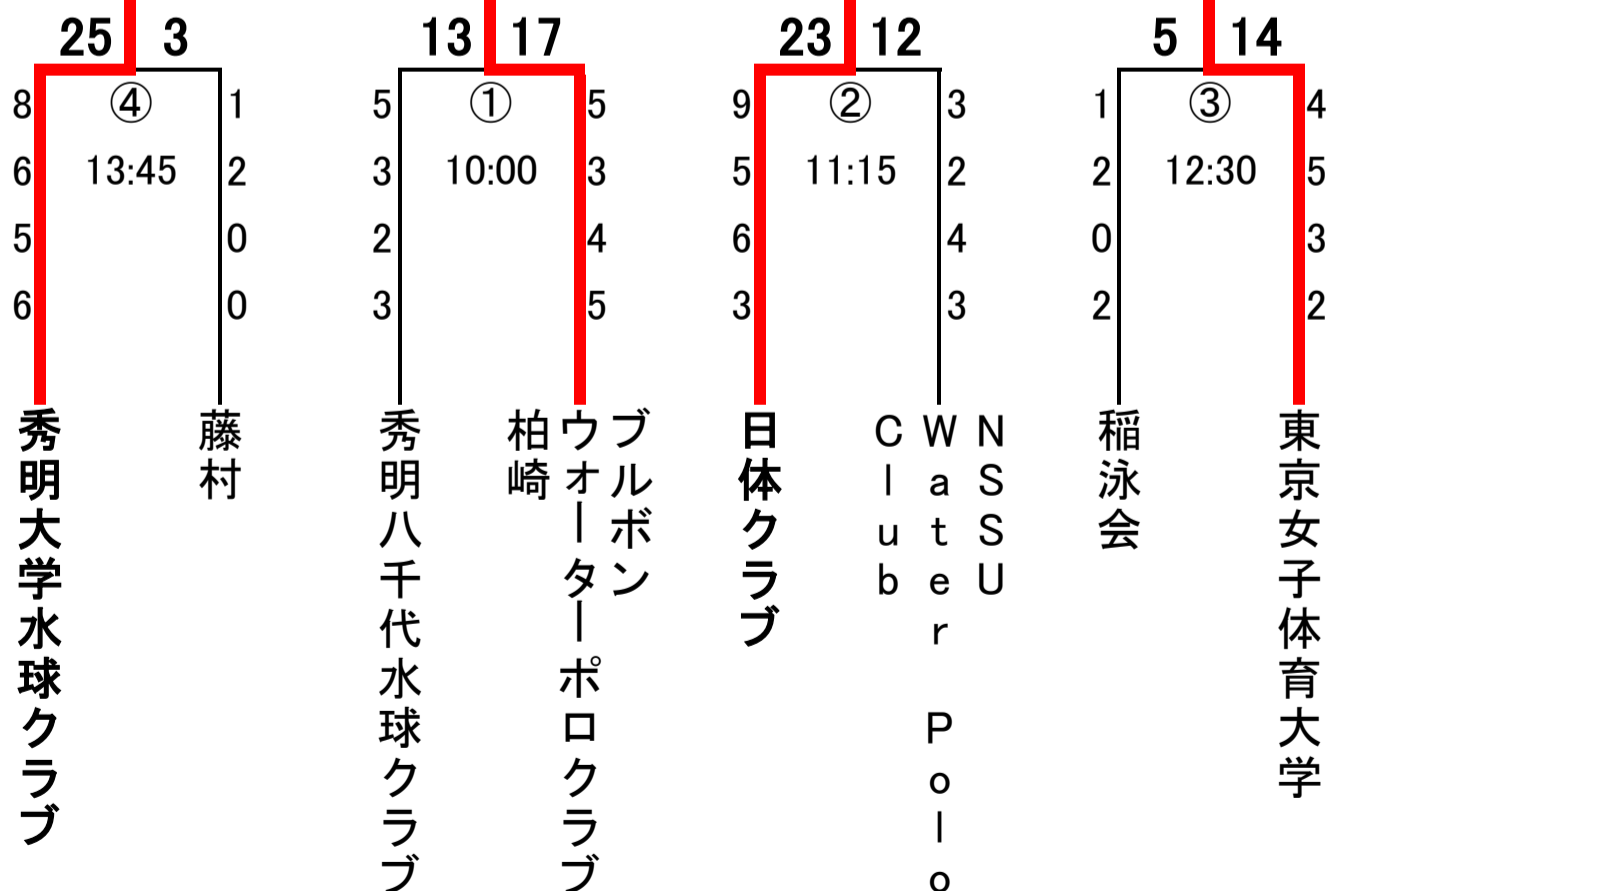 25 3 13 17 23 12 5 14
8 ④ 1 5 ① 5 9 ② 3 1 ③ 4
6 13:45 2 3 10:00 3 5 11:15 2 2 12:30 5
5 0 2 4 6 4 0 3
6 0 3 5 3 3 2 2
秀明大学水球クラブ
藤村
秀明八千代水球クラブ
ブルボン
ウォーターポロクラブ
柏崎
日体クラブ
NSSU
Water Polo
Club
稲泳会
東京女子体育大学